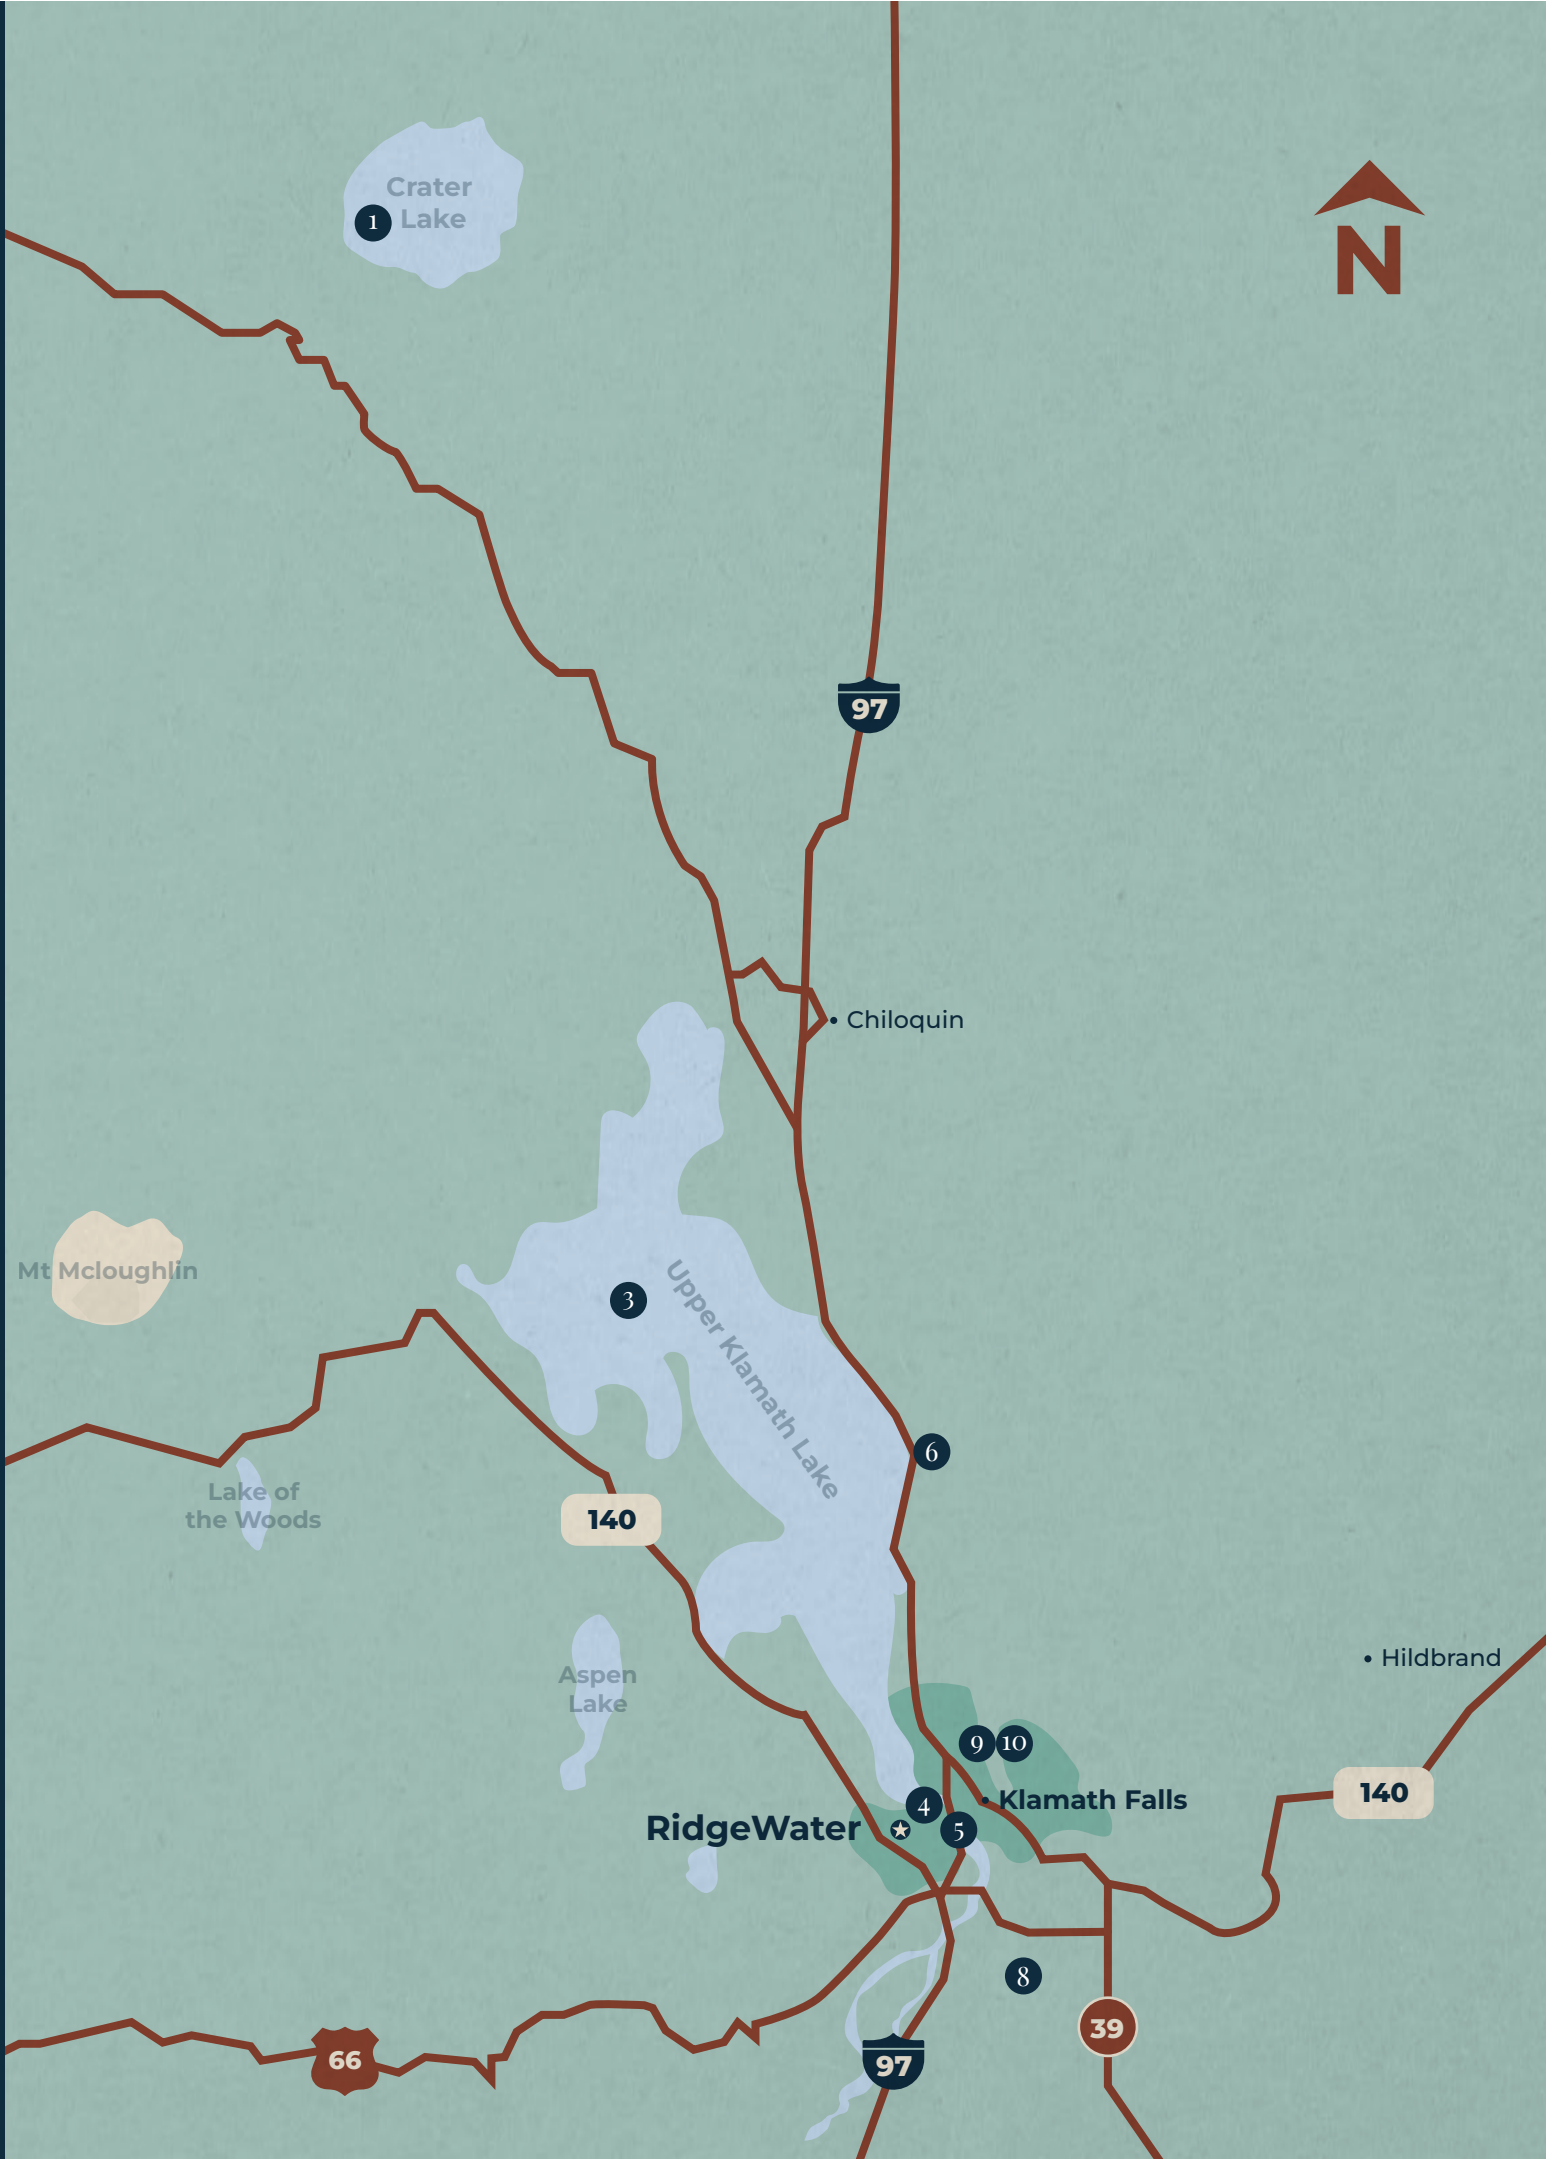 Crater
Lake
1
N
97
Chiloquin
Mt Mcloughlin
3
Upper Klamath Lake
6
Lake of
the Woods
140
Hildbrand
Aspen
Lake
9 10
140
4
Klamath Falls
RidgeWater
5
8
39
66
97